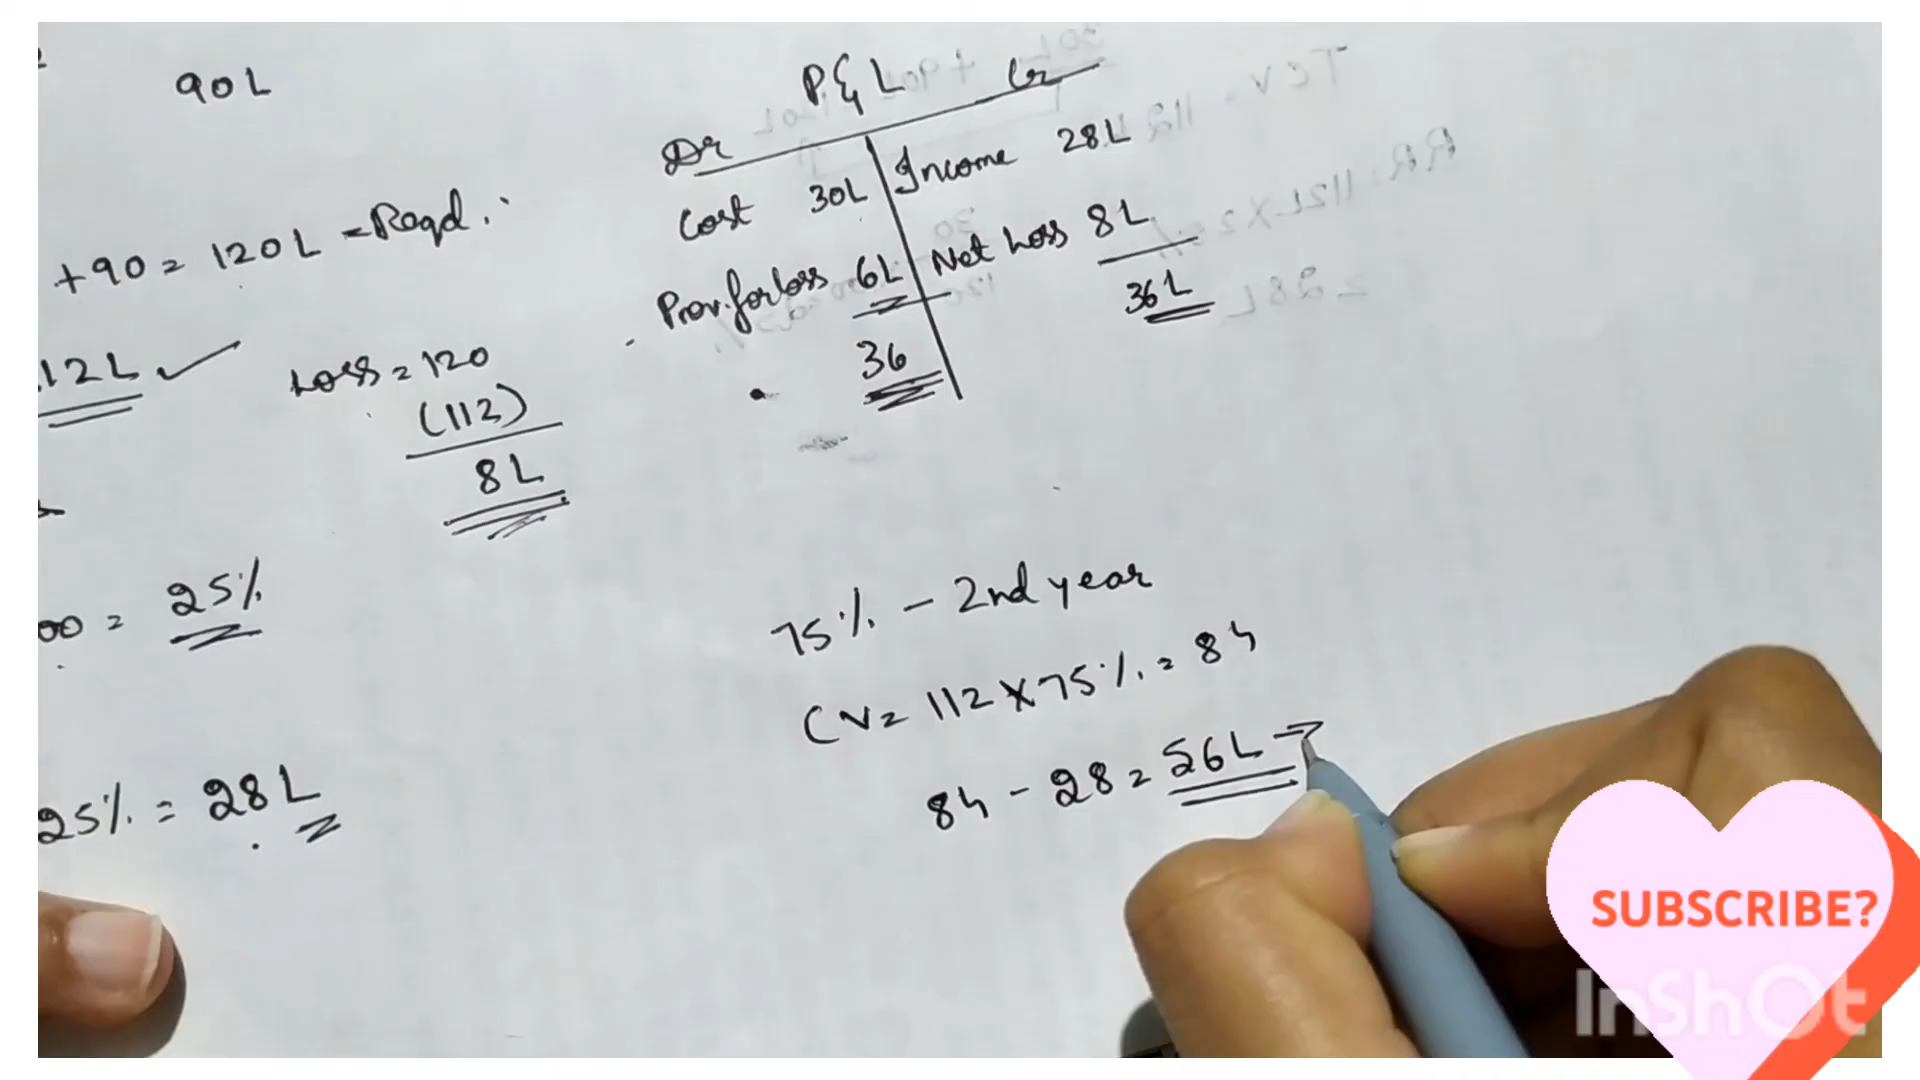 90L
+90 = 120L - Reqd.
12L
Loss = 120
(112)
8L
00 = 25%
25% = 28L
P & L
Dr Cr
Cost 30L Income 28L
Prov. for loss 6L Net Loss 8L
36 36L
75% - 2nd year
CV = 112 x 75% = 84
84 - 28 = 56L →
SUBSCRIBE?
InShOt